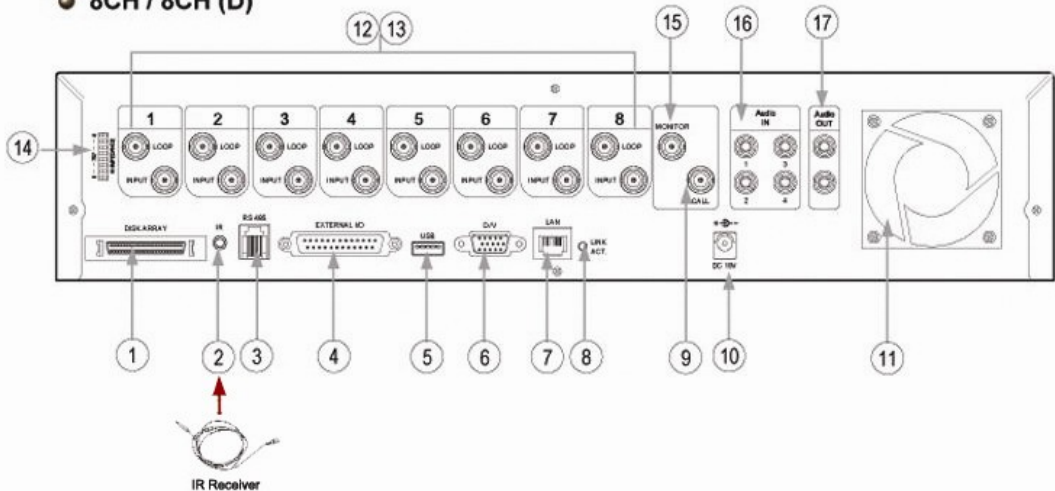 8CH / 8CH (D)
12 13 15 16 17
1 2 3 4 5 6 7 8
MONITOR
Audio IN
Audio OUT
14
LOOP LOOP LOOP LOOP LOOP LOOP LOOP LOOP
1 3
INPUT INPUT INPUT INPUT INPUT INPUT INPUT INPUT
CALL
2 4
DISK ARRAY
IR
RS 485
EXTERNAL I/O
USB
D/V
LAN
LINK
ACT.
1 2 3 4 5 6 7 8 9 10 11
IR Receiver